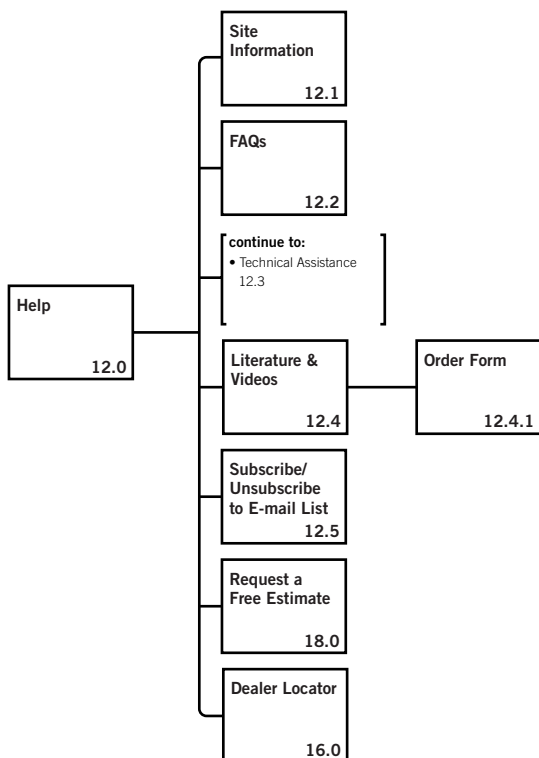 Site
Information
12.1
FAQs
12.2
continue to:
• Technical Assistance
12.3
Help
12.0
Literature &
Videos
12.4
Order Form
12.4.1
Subscribe/
Unsubscribe
to E-mail List
12.5
Request a
Free Estimate
18.0
Dealer Locator
16.0